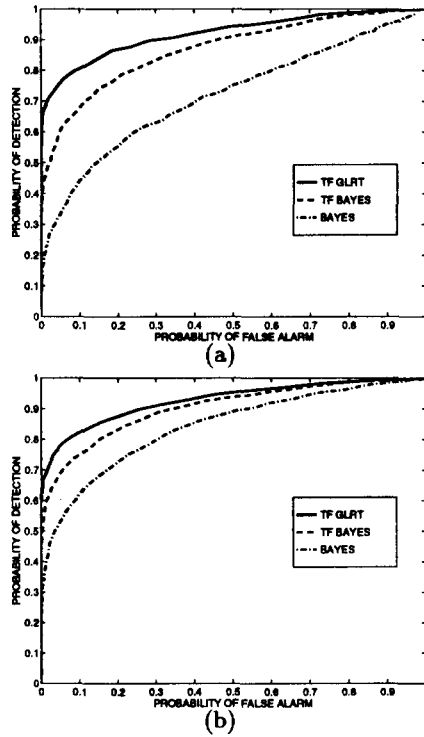 1
0.9
0.8
0.7
0.6
0.5
0.4
0.3
0.2
0.1
0
PROBABILITY OF DETECTION
TF GLRT
TF BAYES
BAYES
0 0.1 0.2 0.3 0.4 0.5 0.6 0.7 0.8 0.9
PROBABILITY OF FALSE ALARM
(a)
1
0.9
0.8
0.7
0.6
0.5
0.4
0.3
0.2
0.1
0
PROBABILITY OF DETECTION
TF GLRT
TF BAYES
BAYES
0 0.1 0.2 0.3 0.4 0.5 0.6 0.7 0.8 0.9
PROBABILITY OF FALSE ALARM
(b)